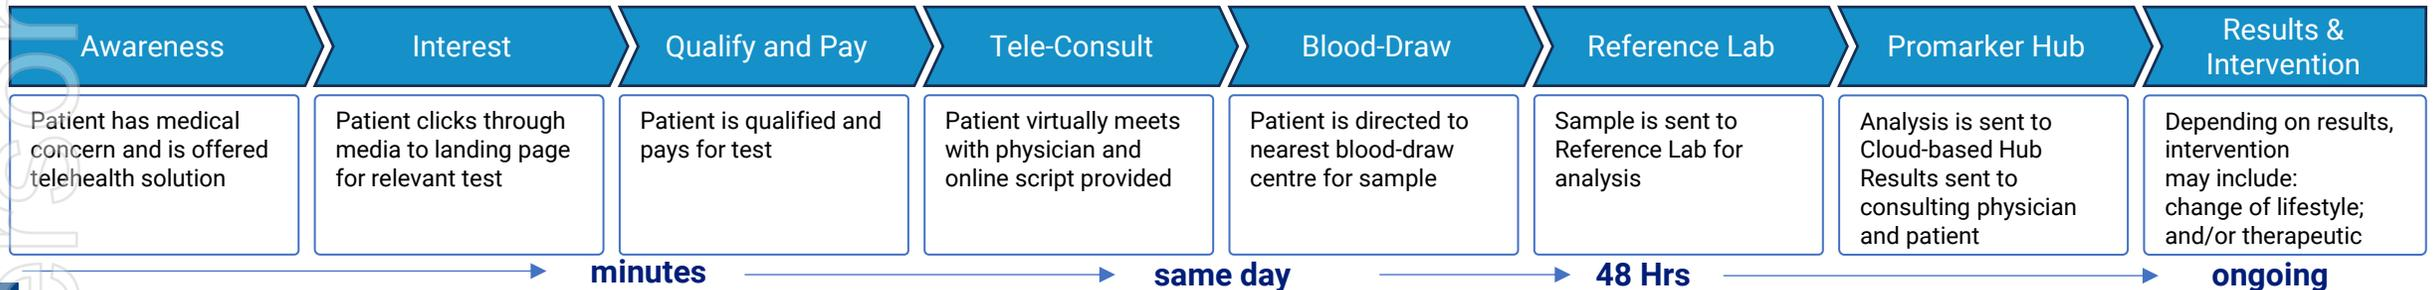 Awareness
Interest
Qualify and Pay
Tele-Consult
Blood-Draw
Reference Lab
Promarker Hub
Results &
Intervention
Patient has medical
concern and is offered
telehealth solution
Patient clicks through
media to landing page
for relevant test
Patient is qualified and
pays for test
Patient virtually meets
with physician and
online script provided
Patient is directed to
nearest blood-draw
centre for sample
Sample is sent to
Reference Lab for
analysis
Analysis is sent to
Cloud-based Hub
Results sent to
consulting physician
and patient
Depending on results,
intervention
may include:
change of lifestyle;
and/or therapeutic
minutes
same day
48 Hrs
ongoing